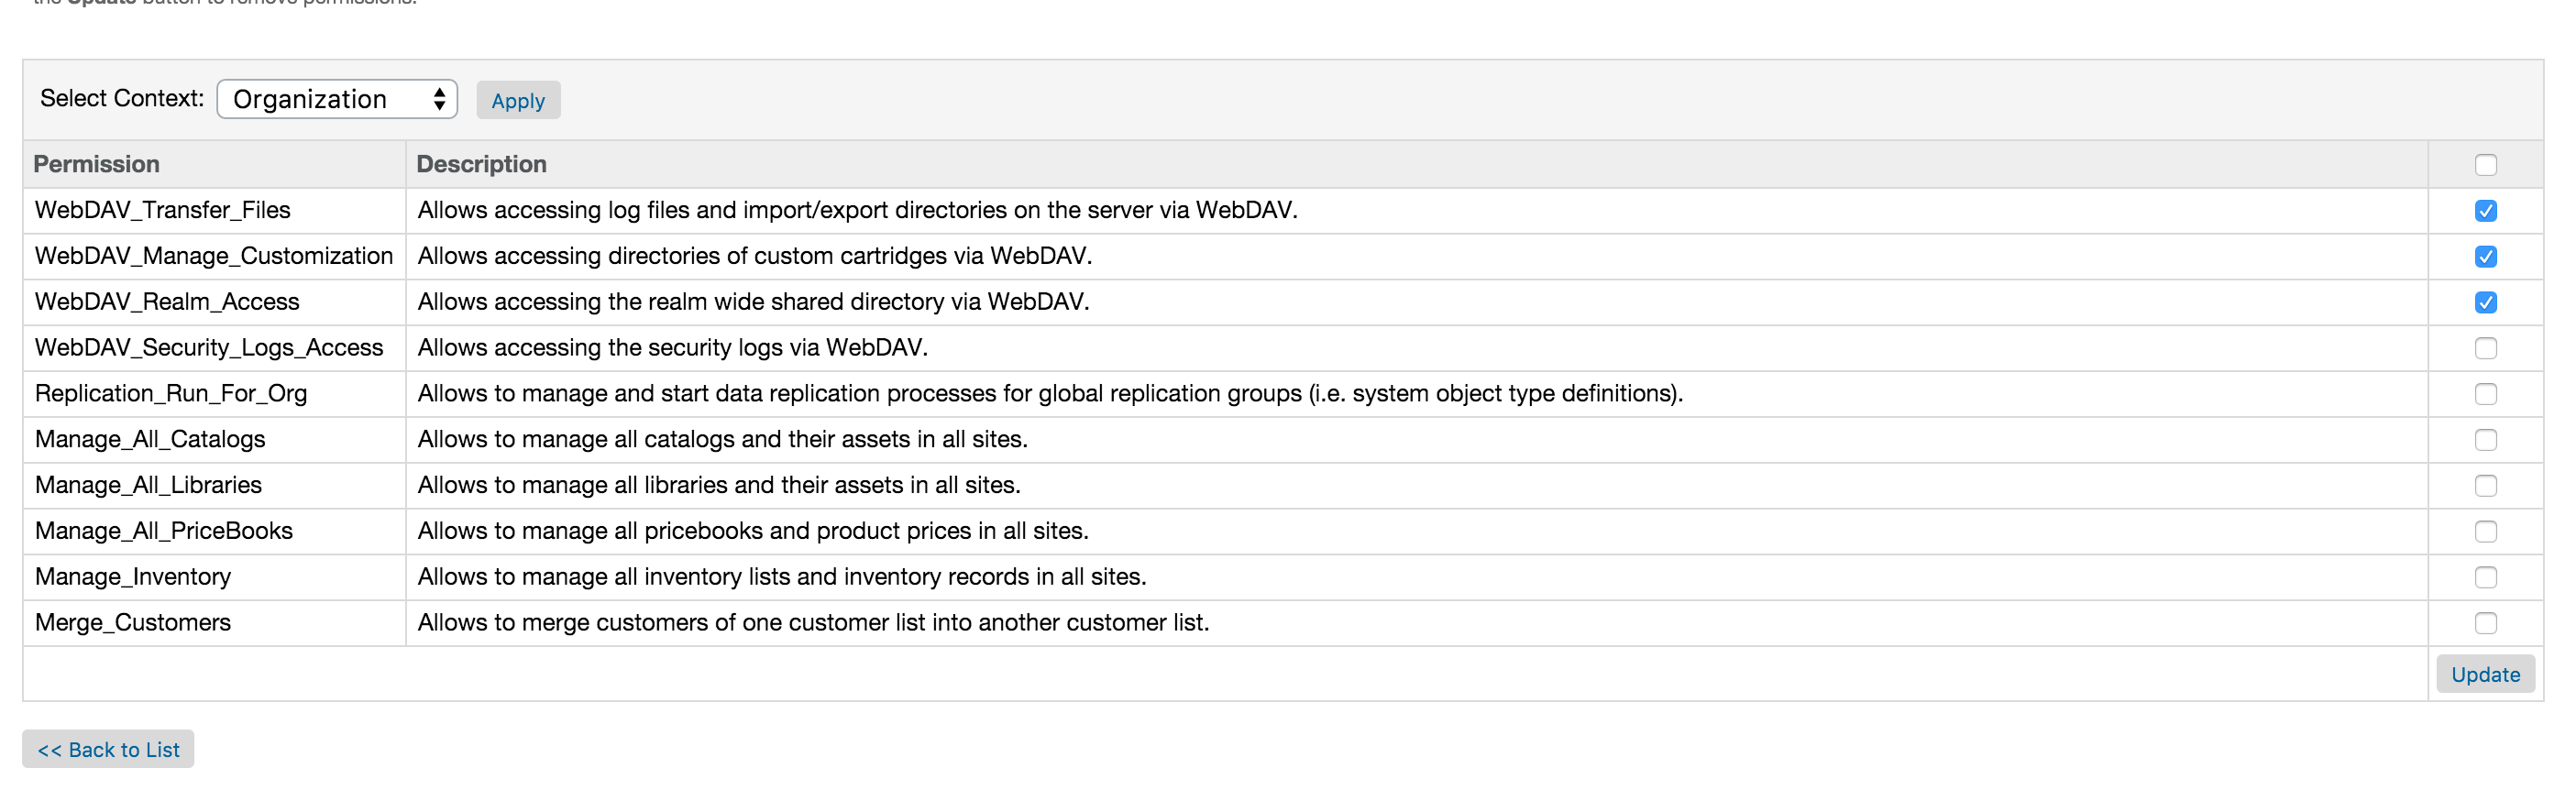 the Update button to remove permissions.
Select Context: Organization Apply
Permission Description
WebDAV_Transfer_Files Allows accessing log files and import/export directories on the server via WebDAV.
WebDAV_Manage_Customization Allows accessing directories of custom cartridges via WebDAV.
WebDAV_Realm_Access Allows accessing the realm wide shared directory via WebDAV.
WebDAV_Security_Logs_Access Allows accessing the security logs via WebDAV.
Replication_Run_For_Org Allows to manage and start data replication processes for global replication groups (i.e. system object type definitions).
Manage_All_Catalogs Allows to manage all catalogs and their assets in all sites.
Manage_All_Libraries Allows to manage all libraries and their assets in all sites.
Manage_All_PriceBooks Allows to manage all pricebooks and product prices in all sites.
Manage_Inventory Allows to manage all inventory lists and inventory records in all sites.
Merge_Customers Allows to merge customers of one customer list into another customer list.
Update
<< Back to List